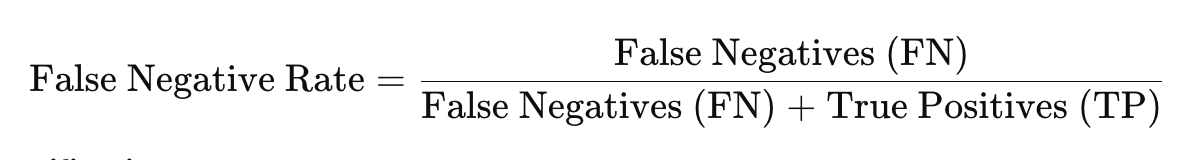 False Negative Rate = False Negatives (FN) / False Negatives (FN) + True Positives (TP)